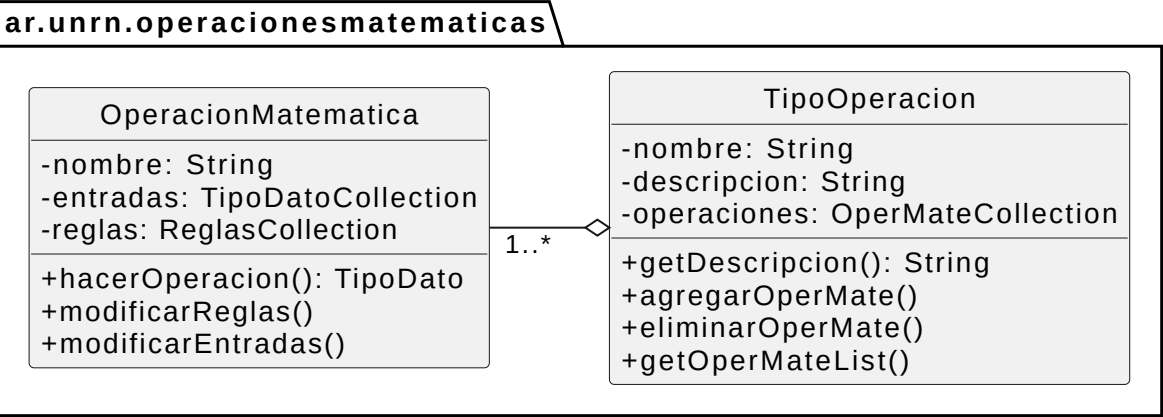 ar.unrn.operacionesmatematicas
OperacionMatematica
-nombre: String
-entradas: TipoDatoCollection
-reglas: ReglasCollection
+hacerOperacion(): TipoDato
+modificarReglas()
+modificarEntradas()
1..*
TipoOperacion
-nombre: String
-descripcion: String
-operaciones: OperMateCollection
+getDescripcion(): String
+agregarOperMate()
+eliminarOperMate()
+getOperMateList()